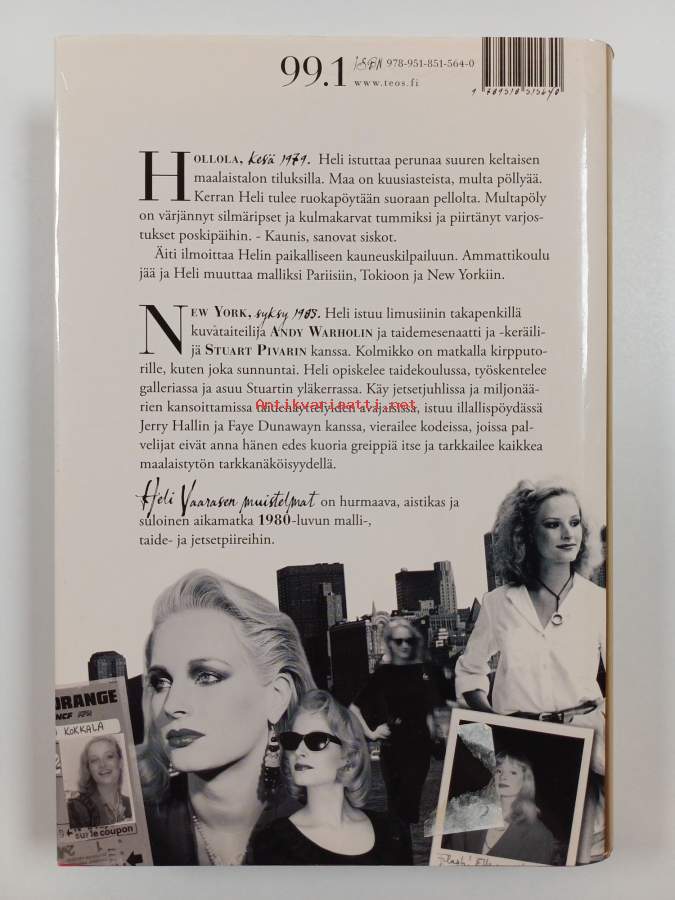 99.1 ISBN 978-951-851-564-0
www.teos.fi
9 789518 515640
HOLLOLA, kesä 1979. Heli istuttaa perunaa suuren keltaisen
maalaistalon tiluksilla. Maa on kuusiasteista, multa pöllyää.
Kerran Heli tulee ruokapöytään suoraan pellolta. Multapöly
on värjännyt silmäripset ja kulmakarvat tummiksi ja piirtänyt varjos-
tukset poskipäihin. - Kaunis, sanovat siskot.
Äiti ilmoittaa Helin paikalliseen kauneuskilpailuun. Ammattikoulu
jää ja Heli muuttaa malliksi Pariisiin, Tokioon ja New Yorkiin.
NEW YORK, syksy 1985. Heli istuu limusiinin takapenkillä
kuvataiteilija ANDY WARHOLIN ja taidemesenaatti ja -keräili-
jä STUART PIVARIN kanssa. Kolmikko on matkalla kirpputo-
rille, kuten joka sunnuntai. Heli opiskelee taidekoulussa, työskentelee
galleriassa ja asuu Stuartin yläkerrassa. Käy jetsetjuhlissa ja miljonää-
rien kansoittamissa taidenäyttelyiden avajaisissa, istuu illallispöydässä
Antikvariaatti.net
Jerry Hallin ja Faye Dunawayn kanssa, vierailee kodeissa, joissa pal-
velijat eivät anna hänen edes kuoria greippiä itse ja tarkkailee kaikkea
maalaistytön tarkkanäköisyydellä.
Heli Vaarasen muistelmat on hurmaava, aistikas ja
suloinen aikamatka 1980-luvun malli-,
taide- ja jetsetpiireihin.
ORANGE
KOKKALA
sur le coupon